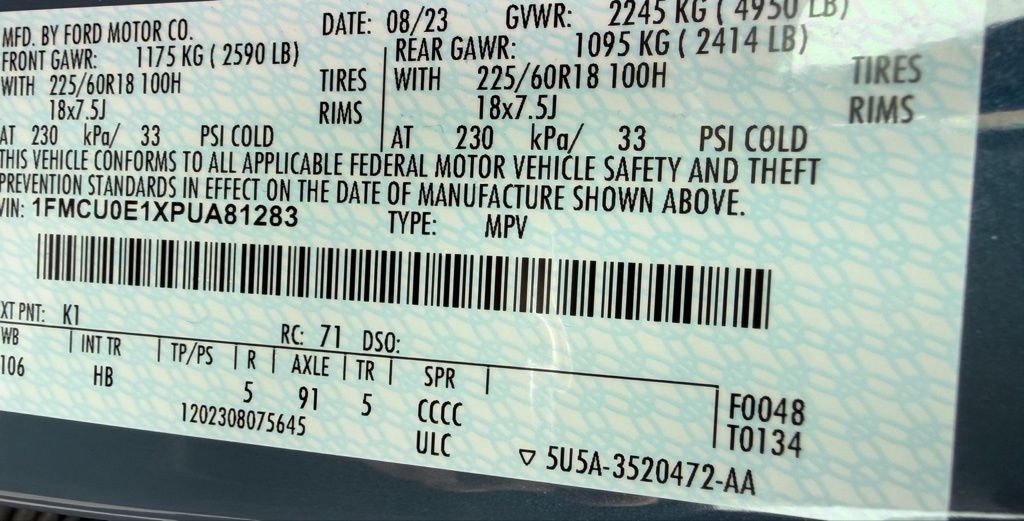 MFD. BY FORD MOTOR CO. DATE: 08/23 GVWR: 2245 KG ( 4950 LB)
FRONT GAWR: 1175 KG ( 2590 LB) REAR GAWR: 1095 KG ( 2414 LB)
WITH 225/60R18 100H TIRES WITH 225/60R18 100H TIRES
18x7.5J RIMS 18x7.5J RIMS
AT 230 kPa/ 33 PSI COLD AT 230 kPa/ 33 PSI COLD
THIS VEHICLE CONFORMS TO ALL APPLICABLE FEDERAL MOTOR VEHICLE SAFETY AND THEFT
PREVENTION STANDARDS IN EFFECT ON THE DATE OF MANUFACTURE SHOWN ABOVE.
VIN: 1FMCU0E1XPUA81283 TYPE: MPV
XT PNT: K1 RC: 71 DSO:
WB | INT TR | TP/PS | R | AXLE | TR | SPR |
106 HB 5 91 5 CCCC F0048
1202308075645 ULC T0134
▽ 5U5A-3520472-AA